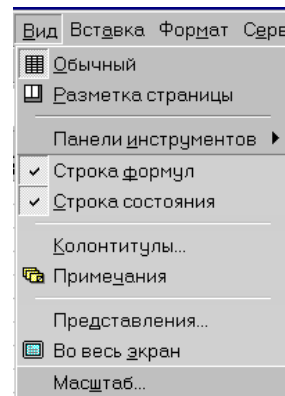 Вид Вставка Формат Серв
Обычный
Разметка страницы
Панели инструментов
Строка формул
Строка состояния
Колонтитулы...
Примечания
Представления...
Во весь экран
Масштаб...